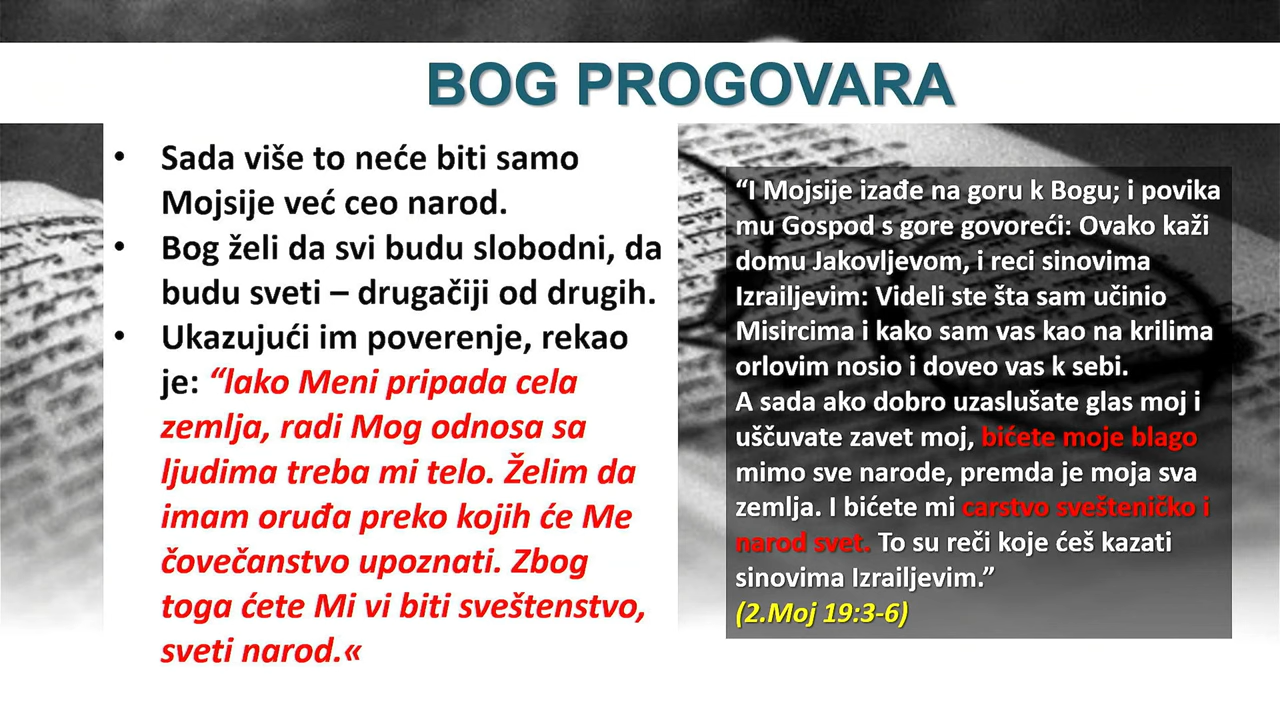 BOG PROGOVARA
• Sada više to neće biti samo
Mojsije već ceo narod.
• Bog želi da svi budu slobodni, da
budu sveti – drugačiji od drugih.
• Ukazujući im poverenje, rekao
je: “Iako Meni pripada cela
zemlja, radi Mog odnosa sa
ljudima treba mi telo. Želim da
imam oruđa preko kojih će Me
čovečanstvo upoznati. Zbog
toga ćete Mi vi biti sveštenstvo,
sveti narod.«
“I Mojsije izađe na goru k Bogu; i povika
mu Gospod s gore govoreći: Ovako kaži
domu Jakovljevom, i reci sinovima
Izrailjevim: Videli ste šta sam učinio
Misircima i kako sam vas kao na krilima
orlovim nosio i doveo vas k sebi.
A sada ako dobro uzaslušate glas moj i
uščuvate zavet moj, bićete moje blago
mimo sve narode, premda je moja sva
zemlja. I bićete mi carstvo svešteničko i
narod svet. To su reči koje ćeš kazati
sinovima Izrailjevim.”
(2.Moj 19:3-6)